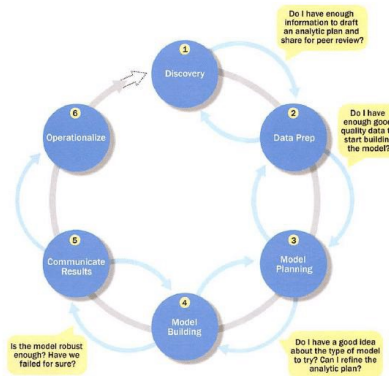 Do I have enough
information to draft
an analytic plan and
share for peer review?
1
Discovery
2
Data Prep
Do I have
enough good
quality data t
start building
the model?
6
Operationalize
3
Model
Planning
5
Communicate
Results
4
Model
Building
Is the model robust
enough? Have we
failed for sure?
Do I have a good idea
about the type of model
to try? Can I refine the
analytic plan?